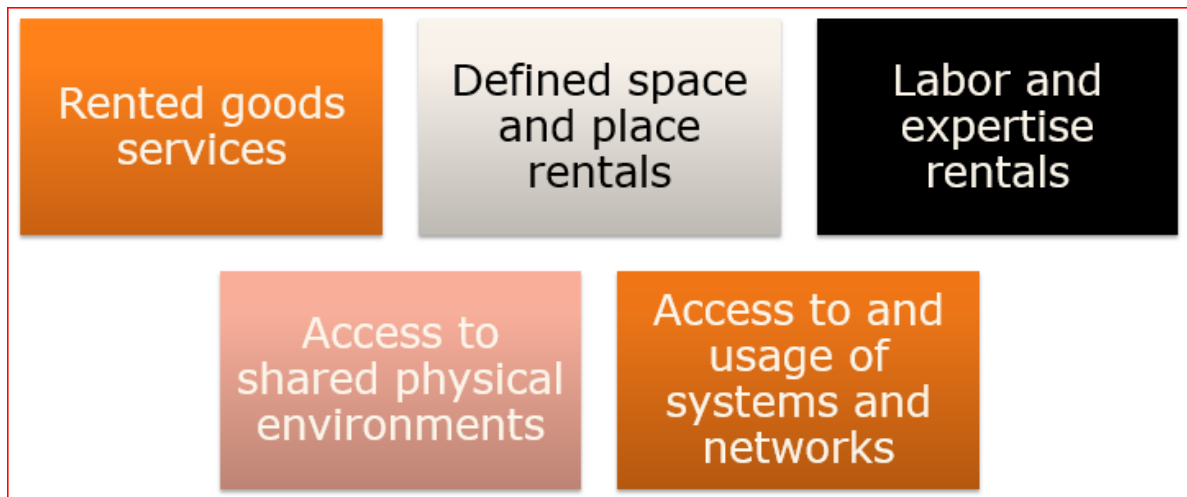 Rented goods
services
Defined space
and place
rentals
Labor and
expertise
rentals
Access to
shared physical
environments
Access to and
usage of
systems and
networks